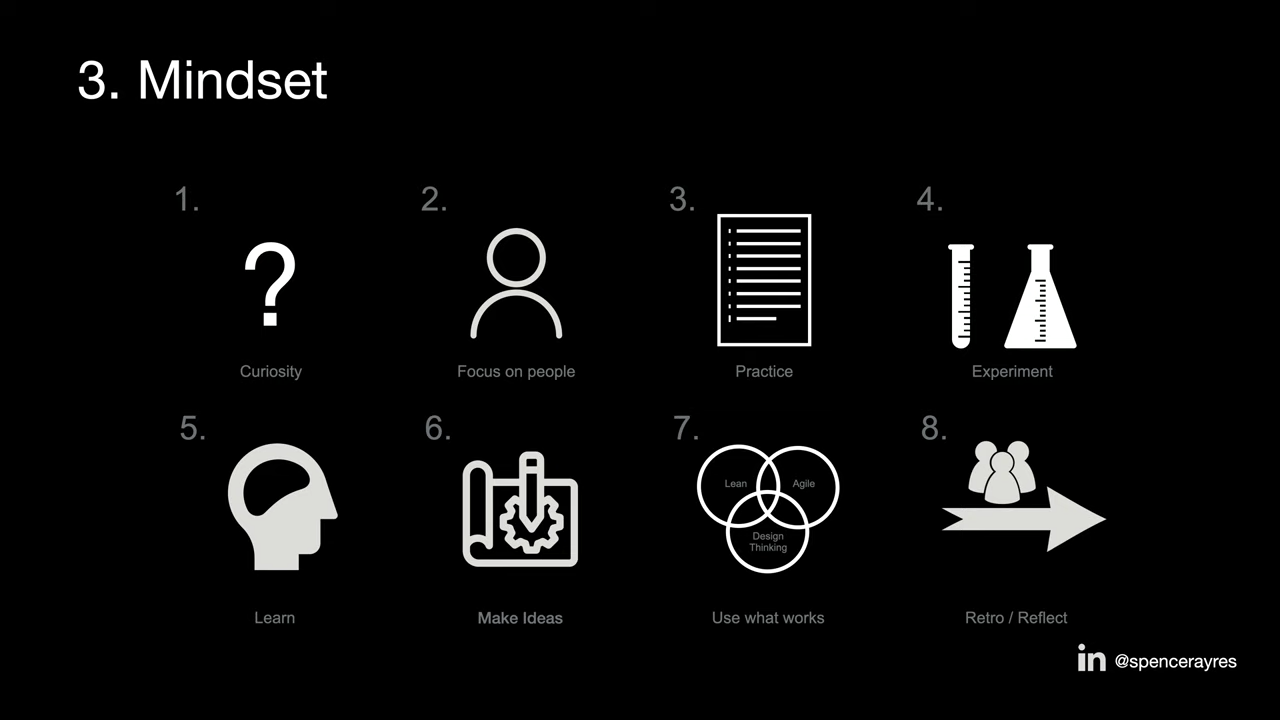 3. Mindset
1.
2.
3.
4.
?
Curiosity
Focus on people
Practice
Experiment
5.
6.
7.
8.
Lean
Agile
Design
Thinking
Learn
Make Ideas
Use what works
Retro / Reflect
in @spencerayres